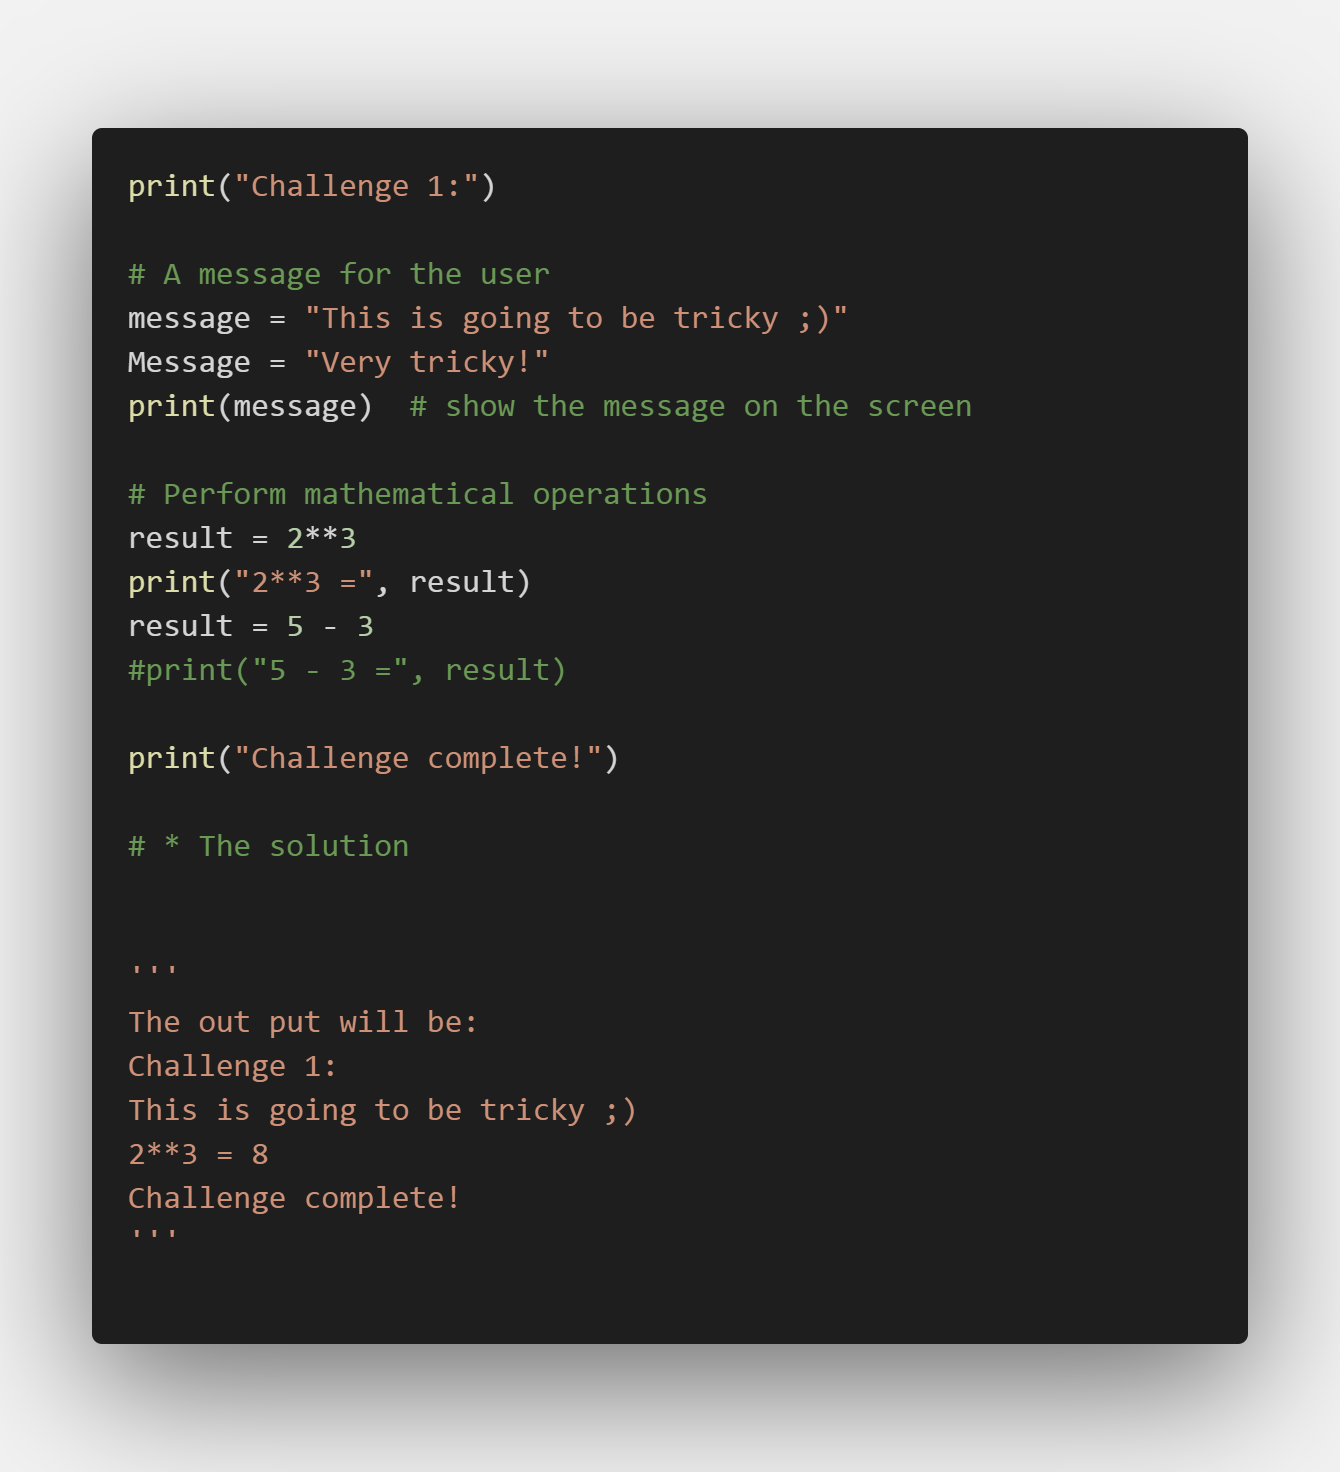 print("Challenge 1:")
# A message for the user
message = "This is going to be tricky ;)"
Message = "Very tricky!"
print(message)  # show the message on the screen
# Perform mathematical operations
result = 2**3
print("2**3 =", result)
result = 5 - 3
#print("5 - 3 =", result)
print("Challenge complete!")
# * The solution
'''
The out put will be:
Challenge 1:
This is going to be tricky ;)
2**3 = 8
Challenge complete!
'''